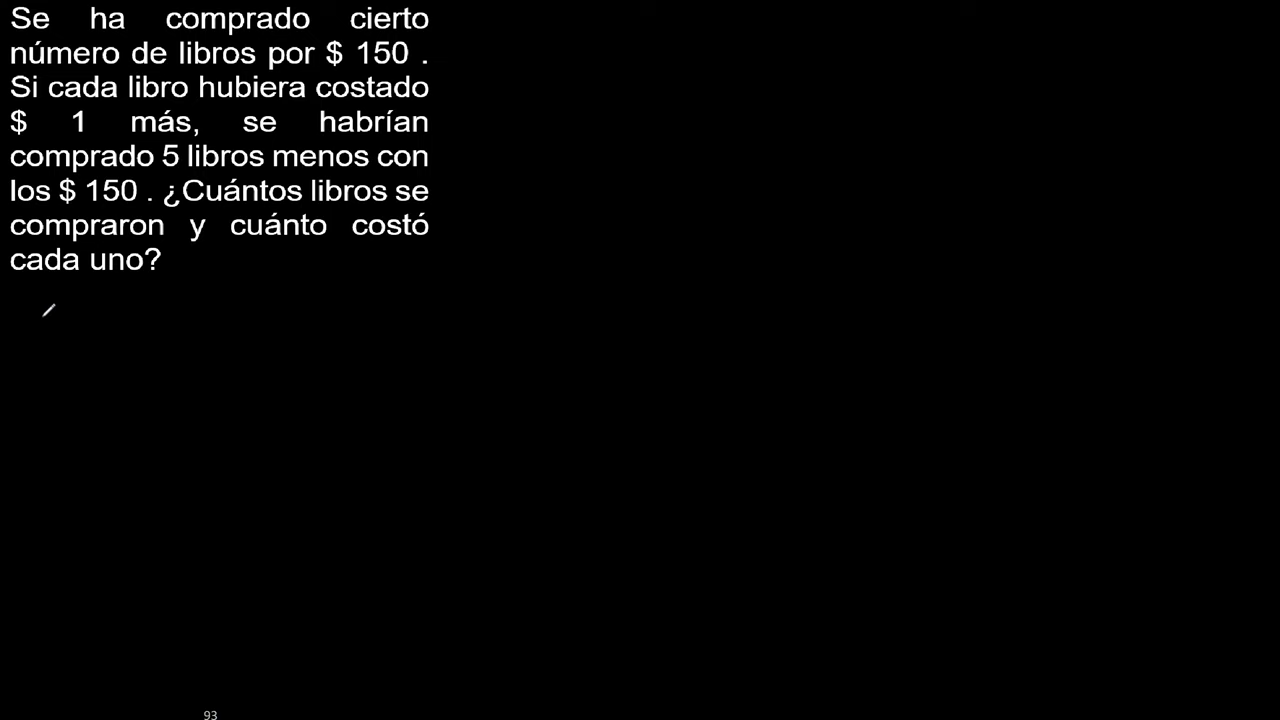 Se ha comprado cierto
número de libros por $ 150 .
Si cada libro hubiera costado
$ 1 más, se habrían
comprado 5 libros menos con
los $ 150 . ¿Cuántos libros se
compraron y cuánto costó
cada uno?
93